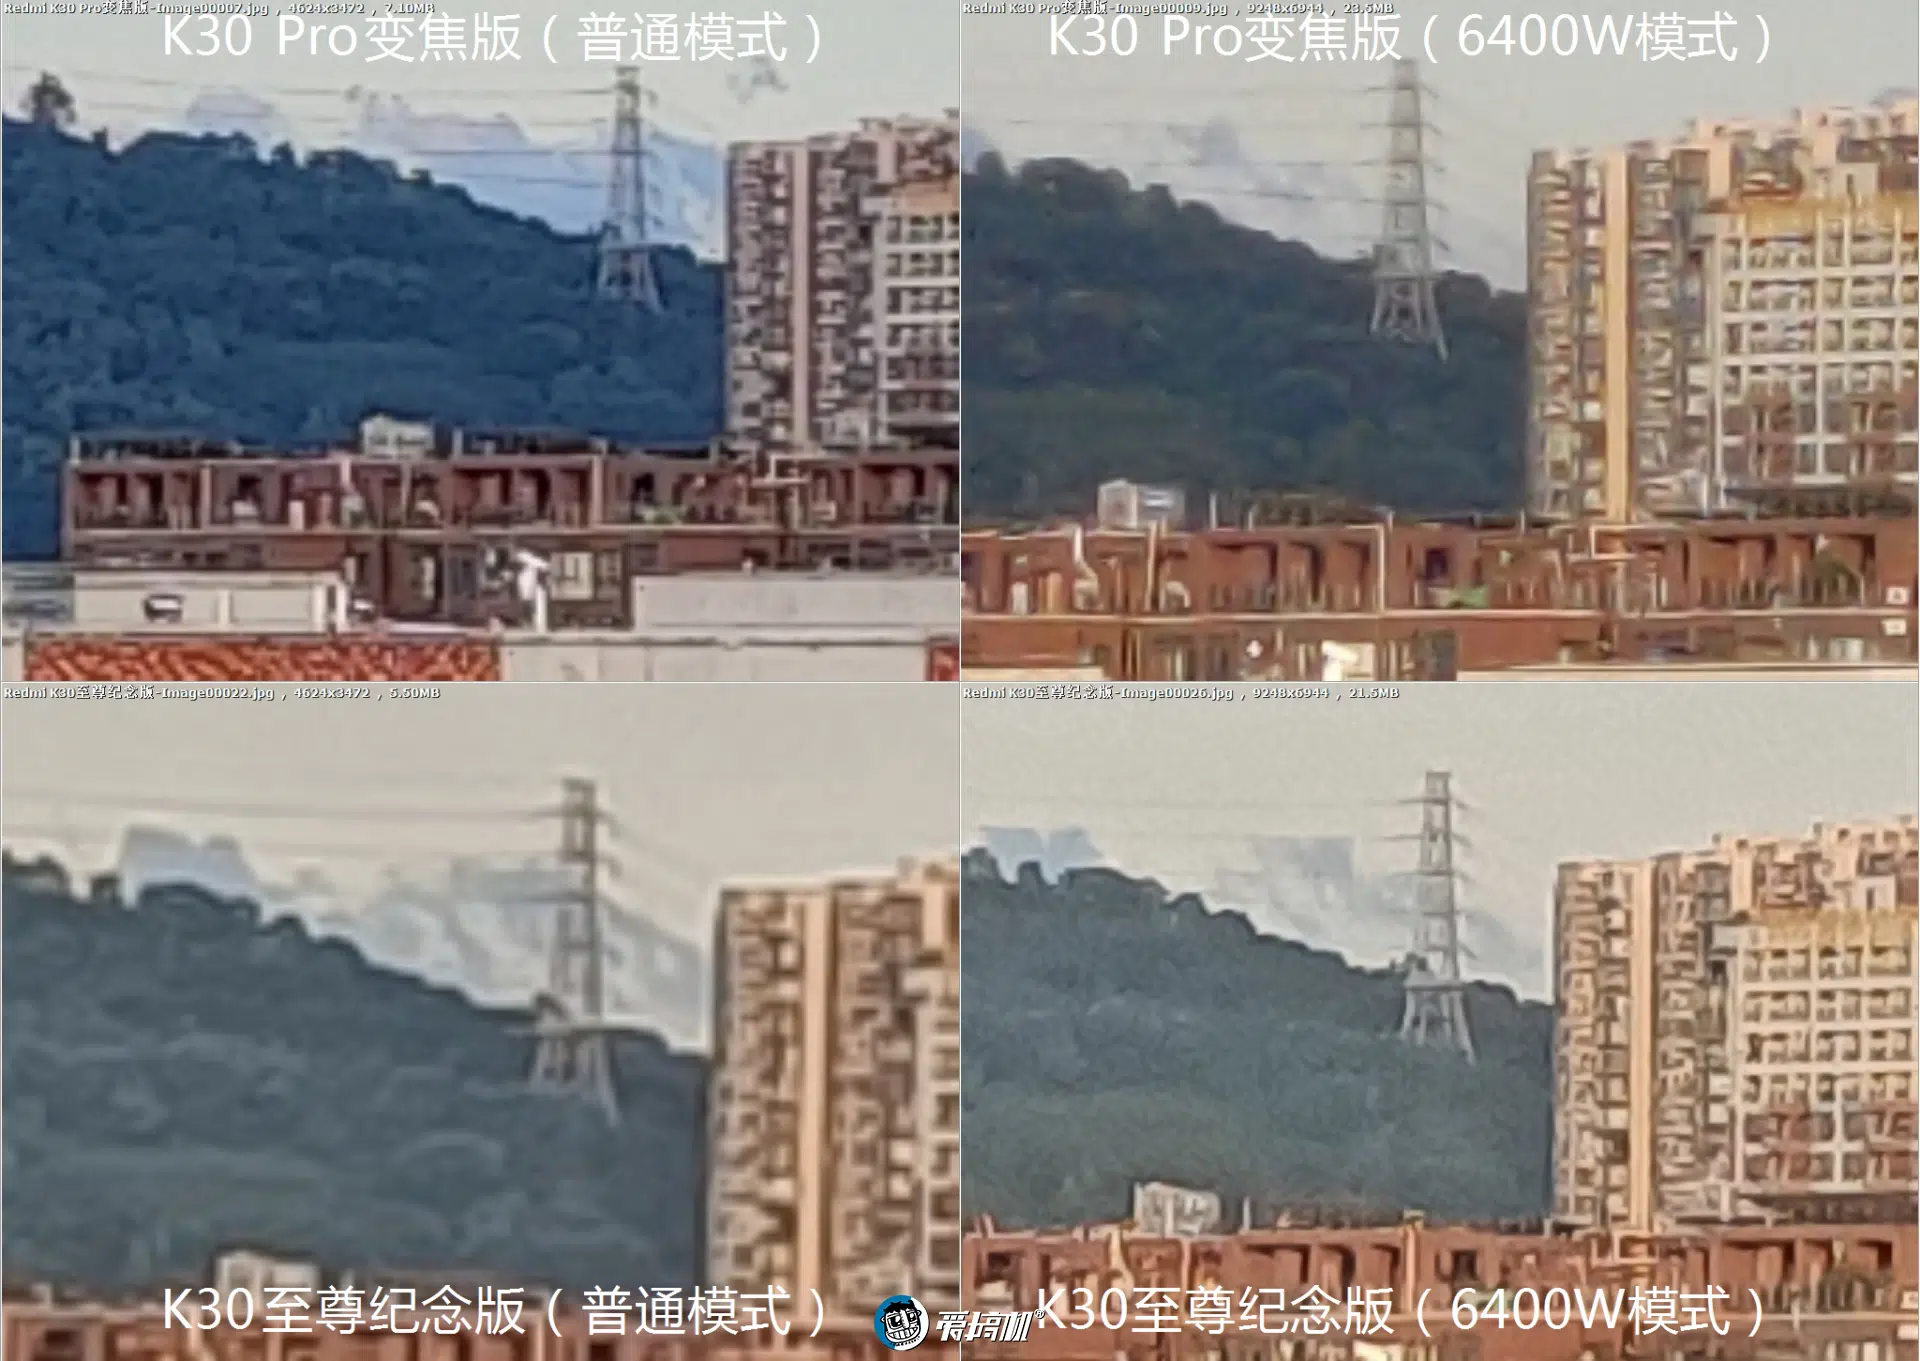 Redmi K30 Pro变焦版-Image00007.jpg , 4624x3472 , 7.10MB
K30 Pro变焦版（普通模式）
Redmi K30 Pro变焦版-Image00009.jpg , 9248x6944 , 23.5MB
K30 Pro变焦版（6400W模式）
Redmi K30至尊纪念版-Image00022.jpg , 4624x3472 , 5.50MB
K30至尊纪念版（普通模式）
Redmi K30至尊纪念版-Image00026.jpg , 9248x6944 , 21.5MB
K30至尊纪念版（6400W模式）
爱搞机®